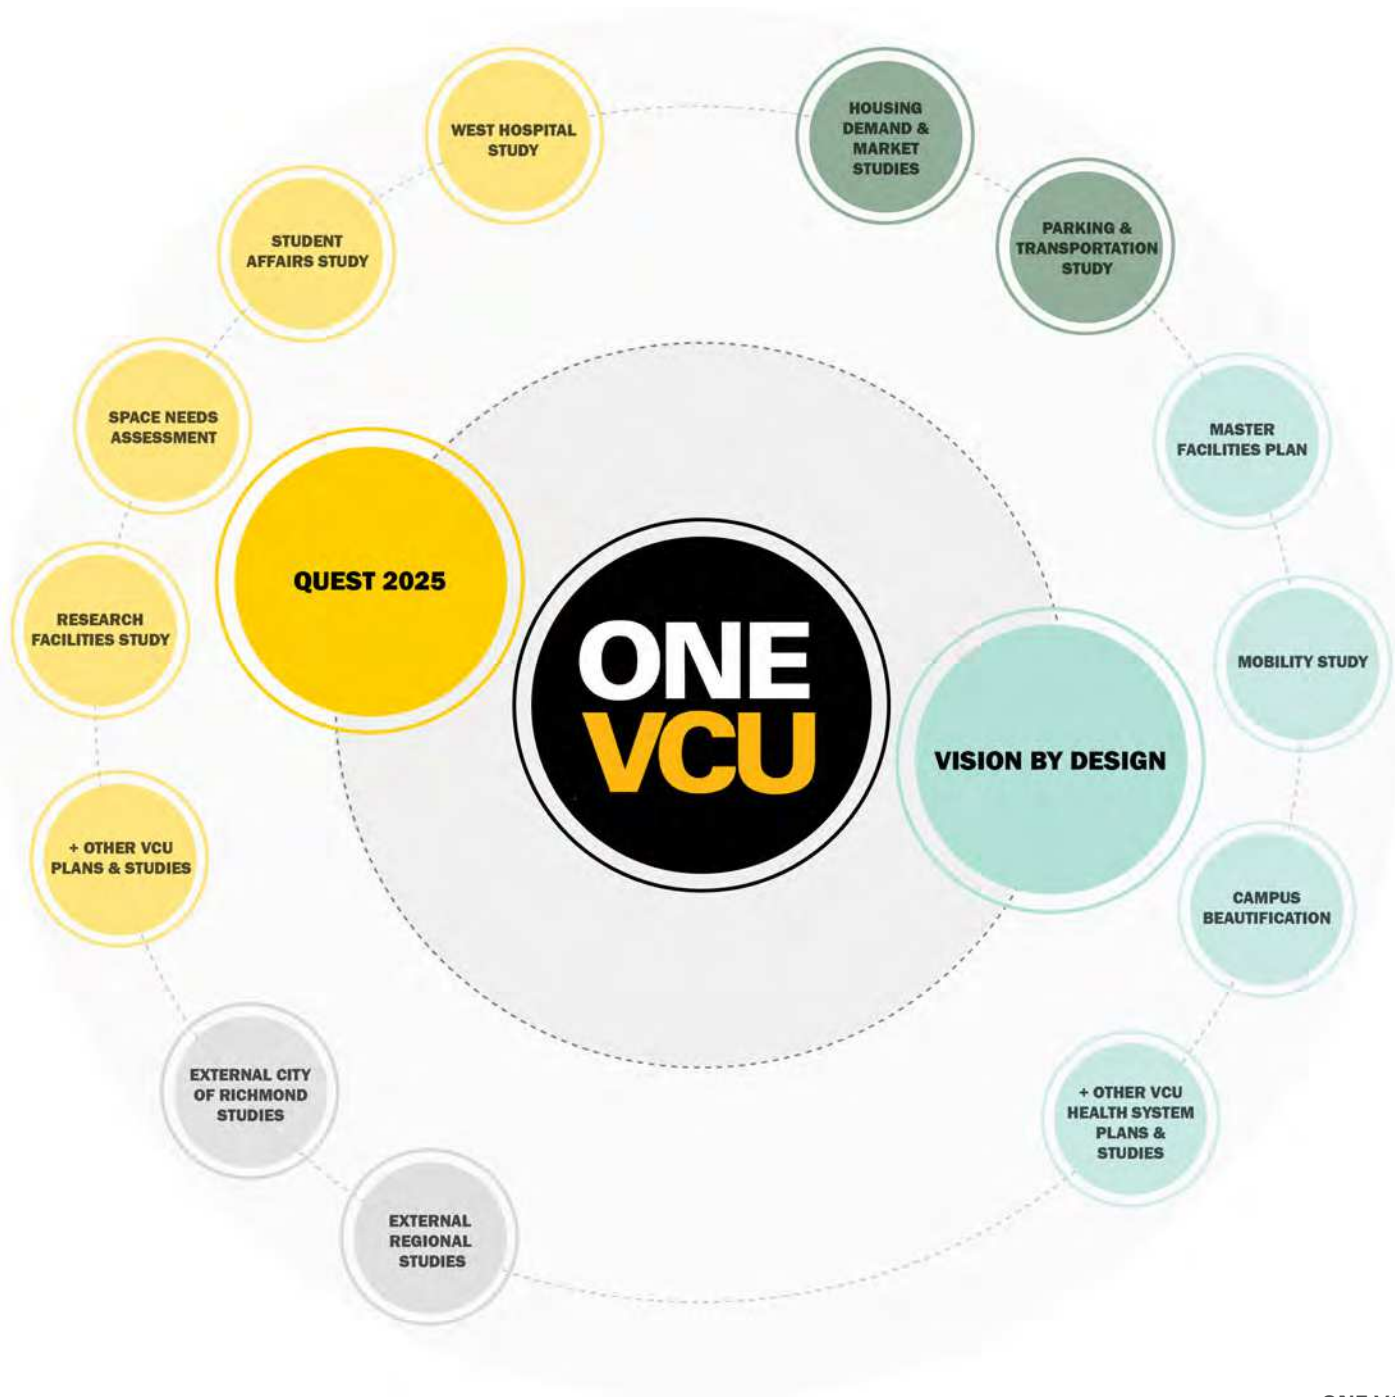 WEST HOSPITAL
STUDY
HOUSING
DEMAND &
MARKET
STUDIES
STUDENT
AFFAIRS STUDY
PARKING &
TRANSPORTATION
STUDY
SPACE NEEDS
ASSESSMENT
MASTER
FACILITIES PLAN
QUEST 2025
RESEARCH
FACILITIES STUDY
ONE
VCU
MOBILITY STUDY
VISION BY DESIGN
+ OTHER VCU
PLANS & STUDIES
CAMPUS
BEAUTIFICATION
EXTERNAL CITY
OF RICHMOND
STUDIES
+ OTHER VCU
HEALTH SYSTEM
PLANS &
STUDIES
EXTERNAL
REGIONAL
STUDIES